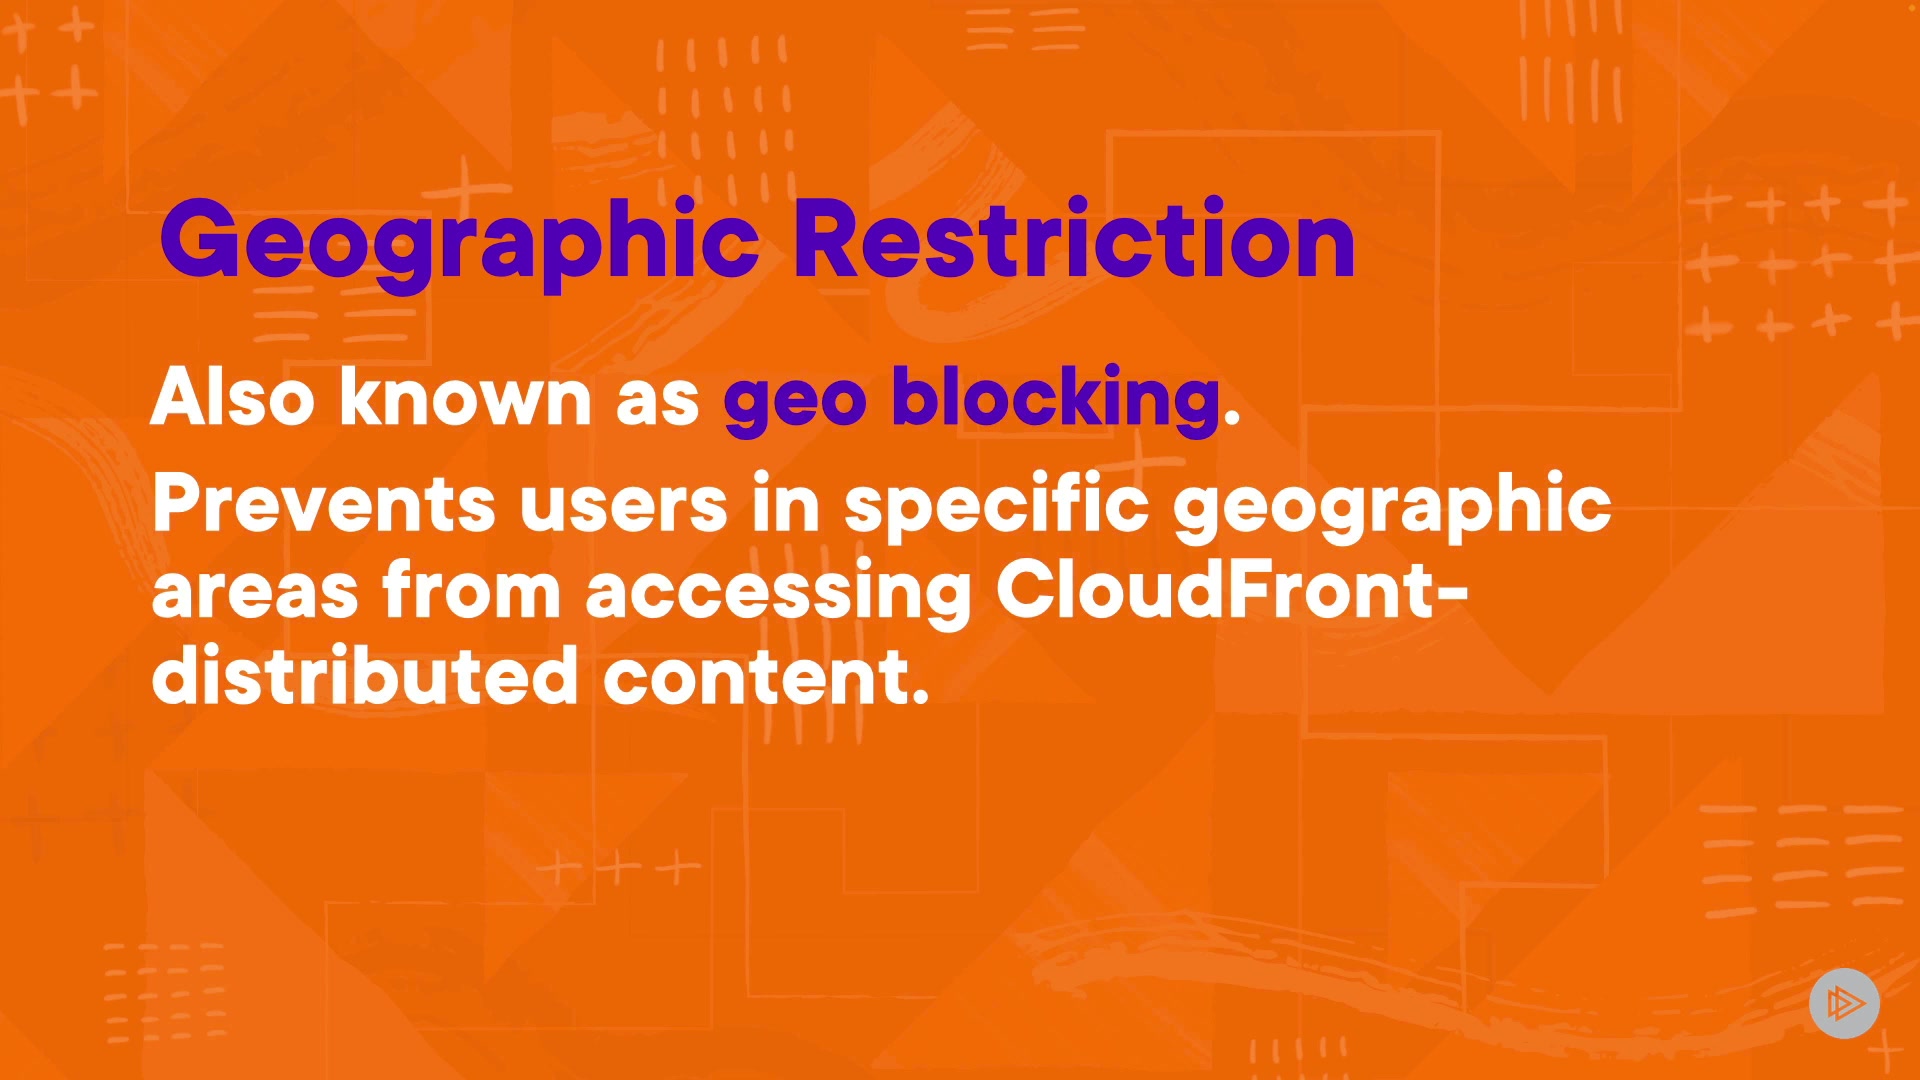 Geographic Restriction
Also known as geo blocking.
Prevents users in specific geographic
areas from accessing CloudFront-
distributed content.